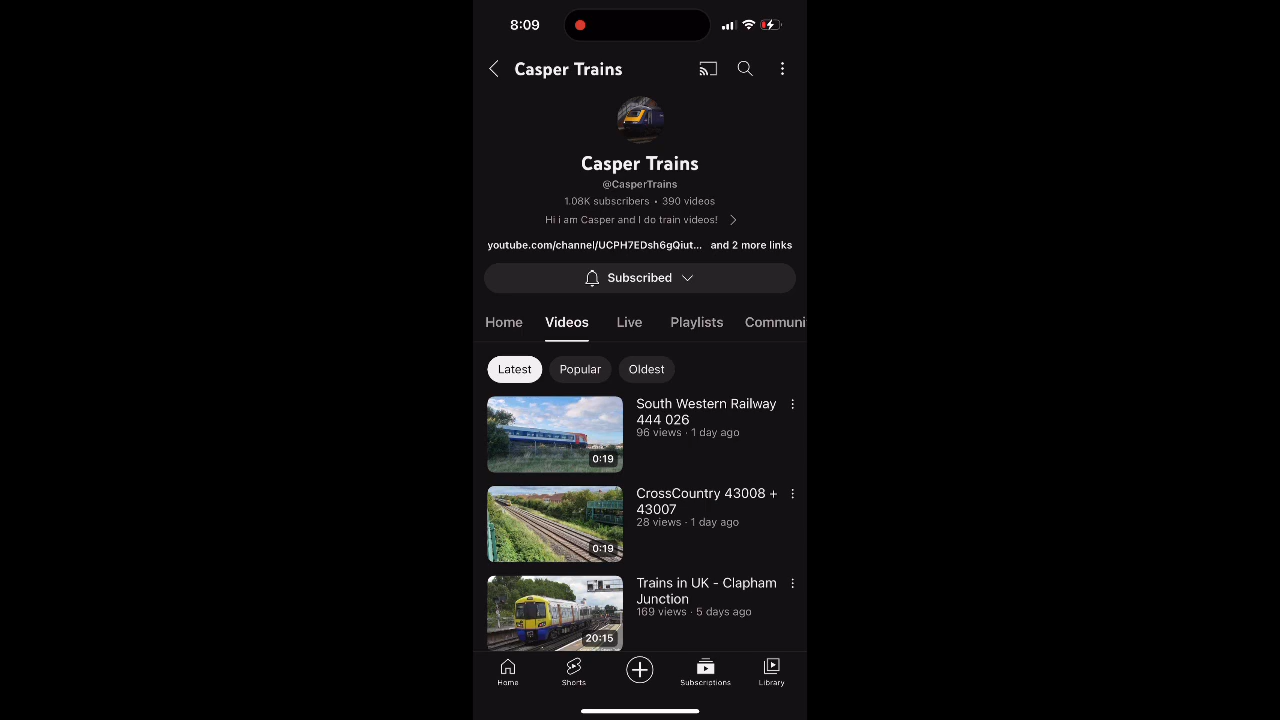 8:09
Casper Trains
Casper Trains
@CasperTrains
1.08K subscribers • 390 videos
Hi i am Casper and I do train videos!
youtube.com/channel/UCPH7EDsh6gQiut... and 2 more links
Subscribed
Home Videos Live Playlists Communi
Latest Popular Oldest
South Western Railway
444 026
96 views · 1 day ago
0:19
CrossCountry 43008 +
43007
28 views · 1 day ago
0:19
Trains in UK - Clapham
Junction
169 views · 5 days ago
20:15
Home Shorts Subscriptions Library